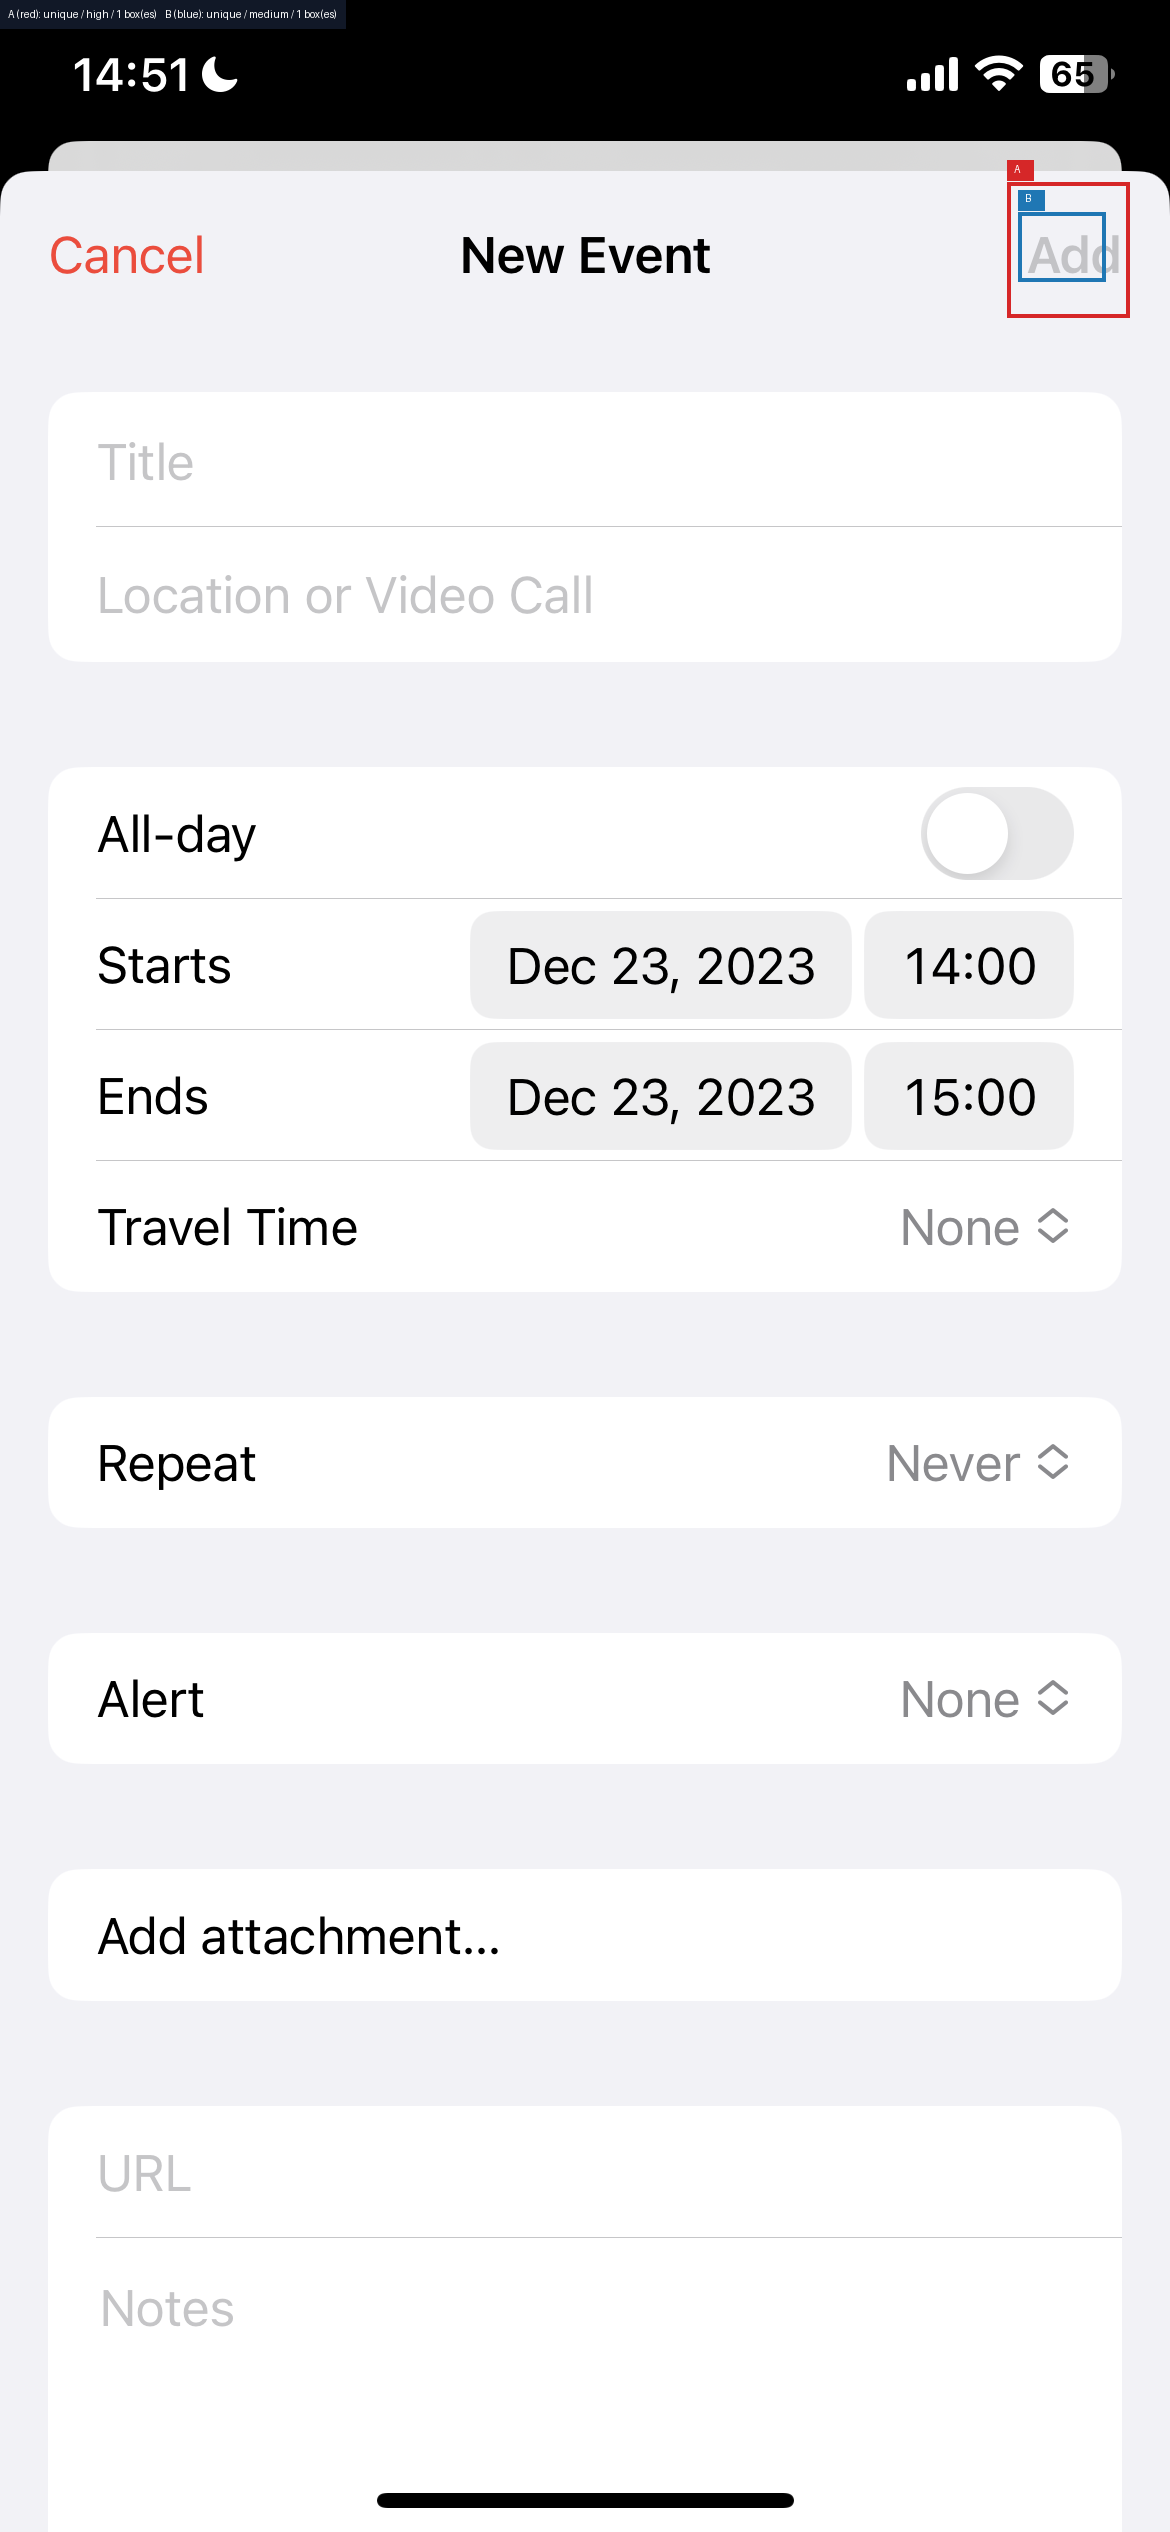 A (red): unique / high / 1 box(es) B (blue): unique / medium / 1 box(es)
14:51 65
A
B
Cancel New Event Add
Title
Location or Video Call
All-day
Starts Dec 23, 2023 14:00
Ends Dec 23, 2023 15:00
Travel Time None
Repeat Never
Alert None
Add attachment...
URL
Notes